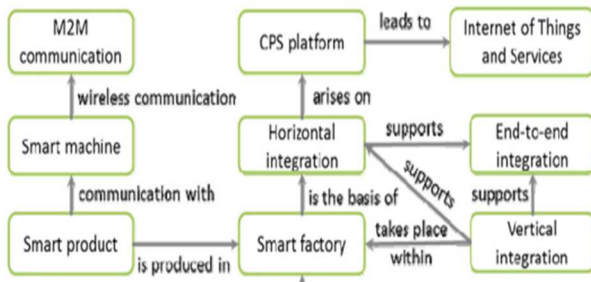 M2M
communication
CPS platform
leads to
Internet of Things
and Services
wireless communication
arises on
Smart machine
Horizontal
integration
supports
End-to-end
integration
communication with
is the basis of
supports
supports
Smart product
is produced in
Smart factory
takes place
within
Vertical
integration